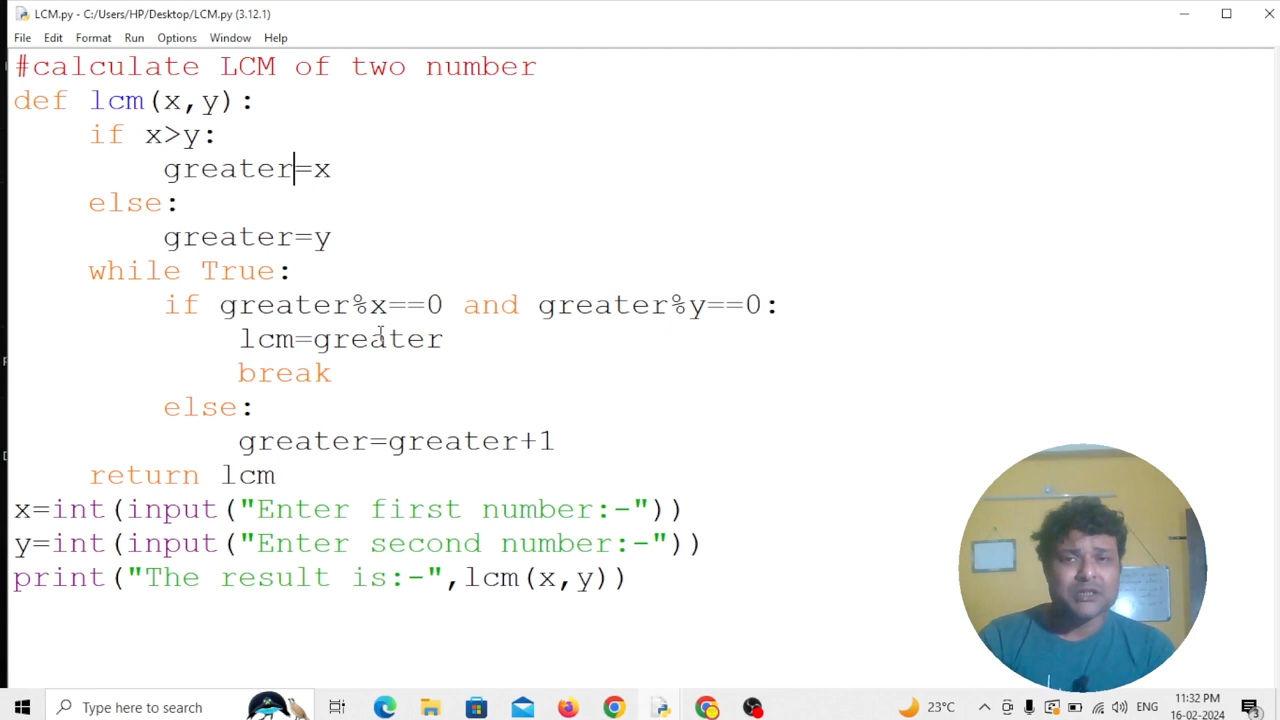 LCM.py - C:/Users/HP/Desktop/LCM.py (3.12.1)
File Edit Format Run Options Window Help
#calculate LCM of two number
def lcm(x,y):
    if x>y:
        greater=x
    else:
        greater=y
    while True:
        if greater%x==0 and greater%y==0:
            lcm=greater
            break
        else:
            greater=greater+1
    return lcm
x=int(input("Enter first number:-"))
y=int(input("Enter second number:-"))
print("The result is:-",lcm(x,y))
Type here to search
23°C
ENG
11:32 PM
16-02-2024
3